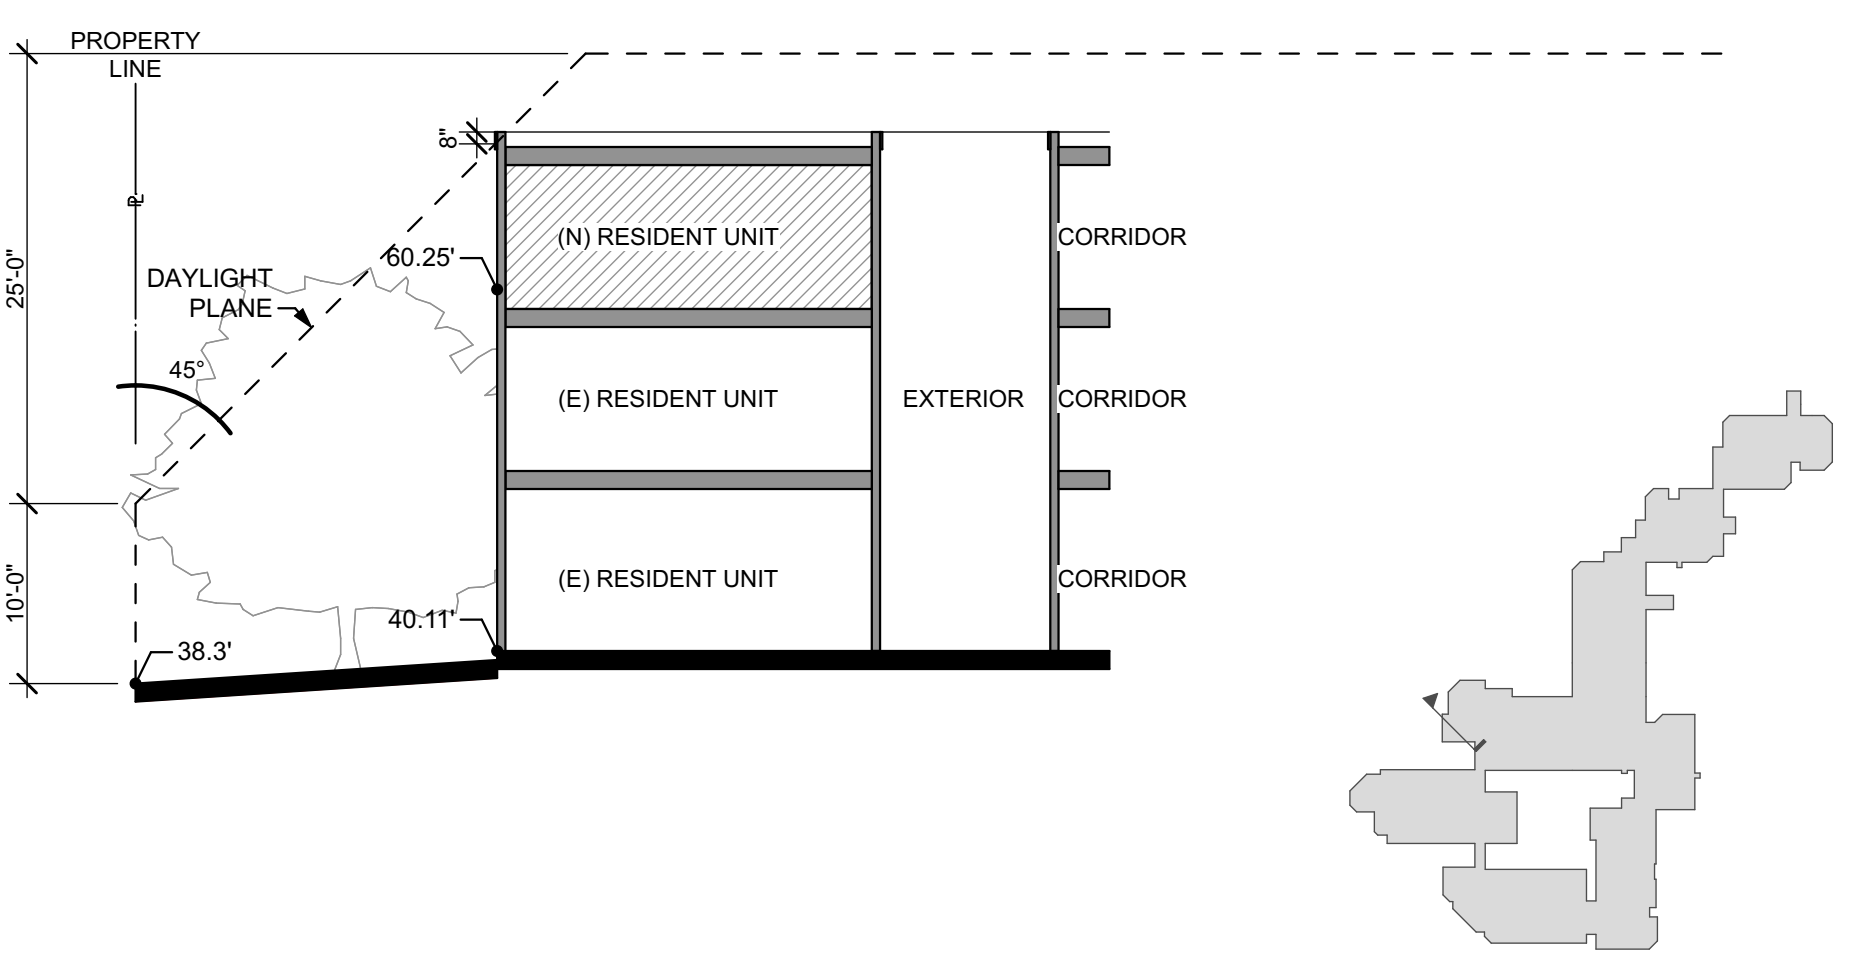 PROPERTY
LINE
PL
8"
25'-0"
(N) RESIDENT UNIT
CORRIDOR
60.25'
DAYLIGHT
PLANE
45°
(E) RESIDENT UNIT
EXTERIOR
CORRIDOR
10'-0"
(E) RESIDENT UNIT
CORRIDOR
40.11'
38.3'